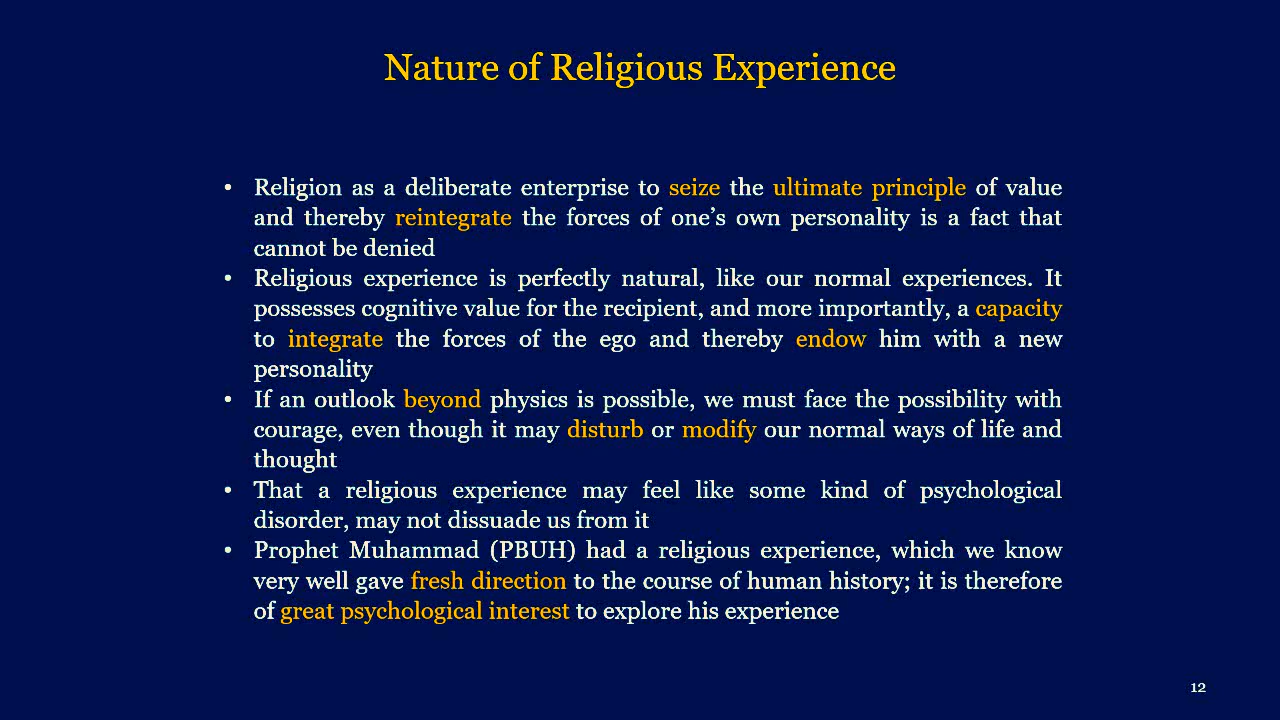 Nature of Religious Experience
• Religion as a deliberate enterprise to seize the ultimate principle of value
and thereby reintegrate the forces of one’s own personality is a fact that
cannot be denied
• Religious experience is perfectly natural, like our normal experiences. It
possesses cognitive value for the recipient, and more importantly, a capacity
to integrate the forces of the ego and thereby endow him with a new
personality
• If an outlook beyond physics is possible, we must face the possibility with
courage, even though it may disturb or modify our normal ways of life and
thought
• That a religious experience may feel like some kind of psychological
disorder, may not dissuade us from it
• Prophet Muhammad (PBUH) had a religious experience, which we know
very well gave fresh direction to the course of human history; it is therefore
of great psychological interest to explore his experience
12